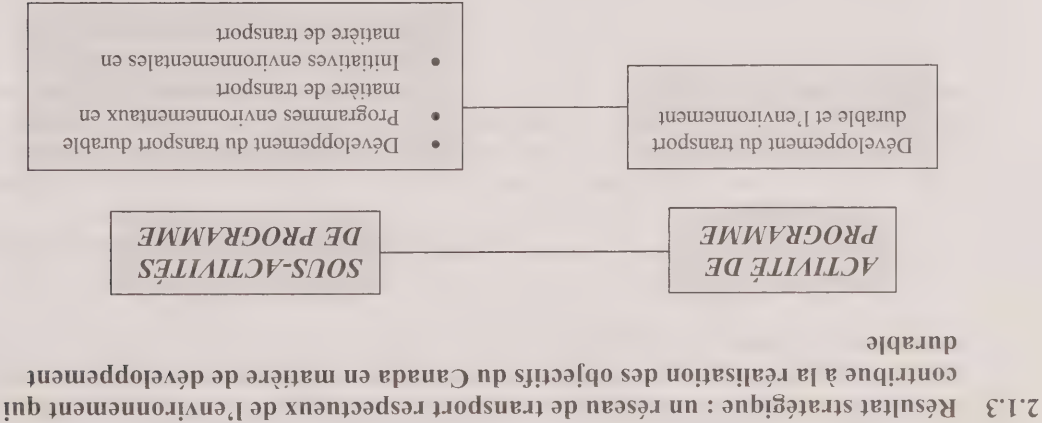 2.1.3 Résultat stratégique : un réseau de transport respectueux de l'environnement qui
contribue à la réalisation des objectifs du Canada en matière de développement
durable
ACTIVITÉ DE
PROGRAMME
SOUS-ACTIVITÉS
DE PROGRAMME
Développement du transport
durable et l'environnement
• Développement du transport durable
• Programmes environnementaux en
matière de transport
• Initiatives environnementales en
matière de transport